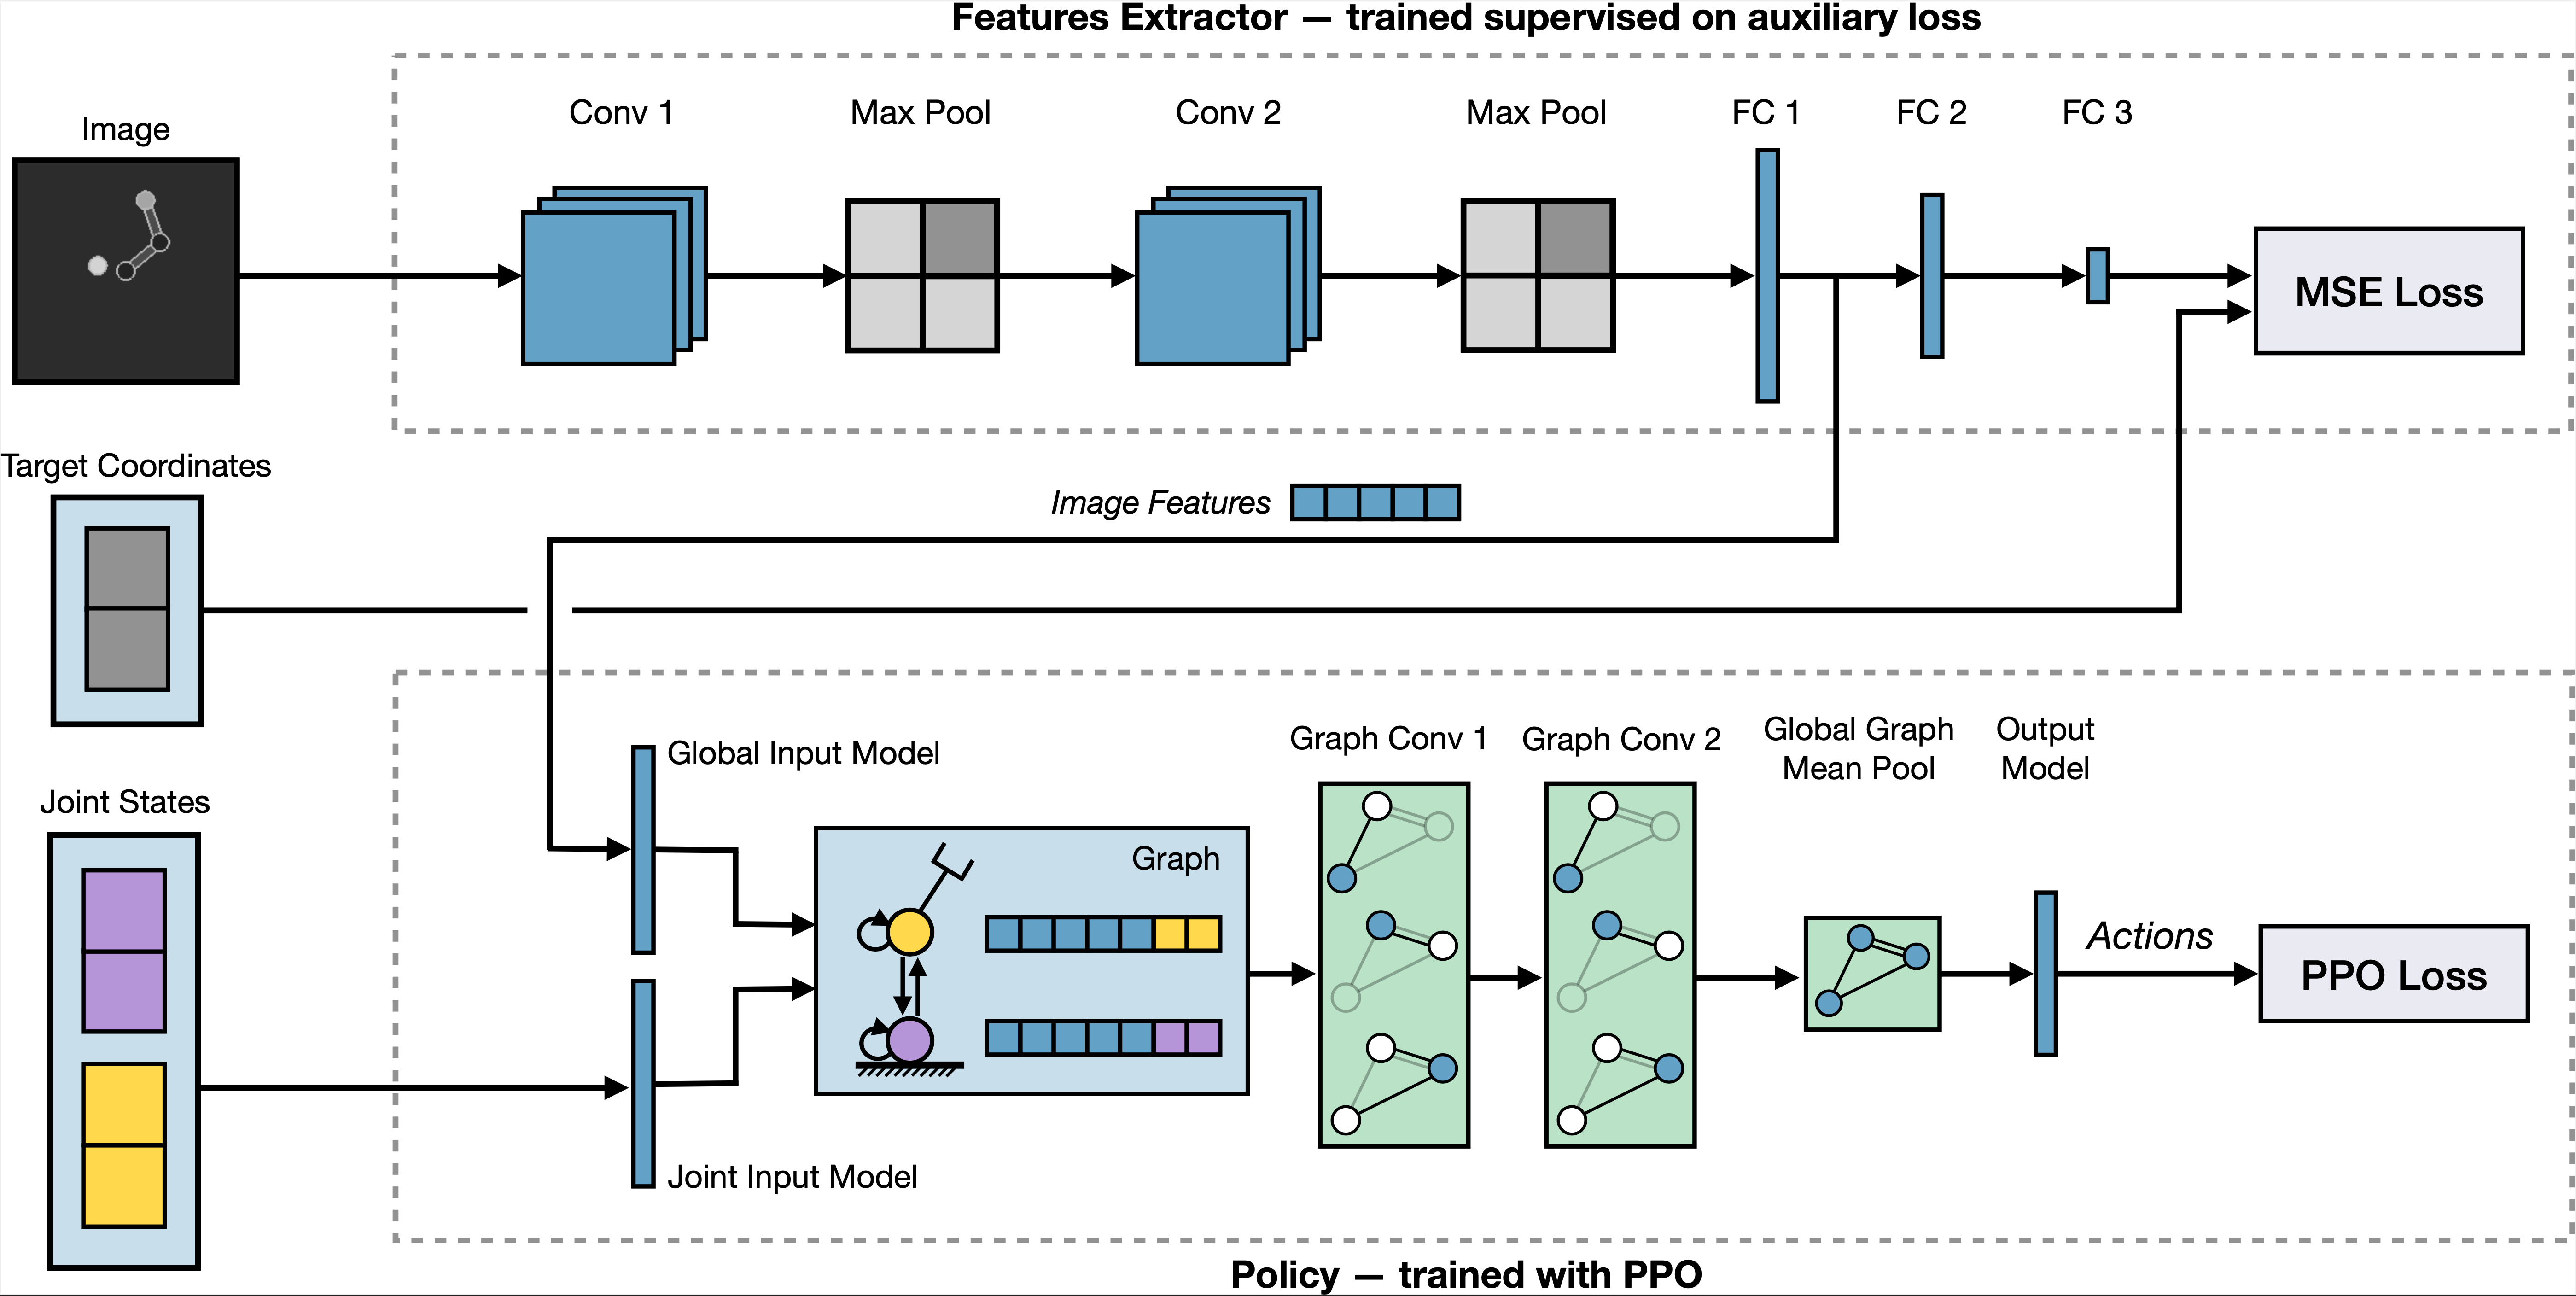 Features Extractor — trained supervised on auxiliary loss
Image
Conv 1
Max Pool
Conv 2
Max Pool
FC 1
FC 2
FC 3
MSE Loss
Target Coordinates
Image Features
Joint States
Global Input Model
Joint Input Model
Graph
Graph Conv 1
Graph Conv 2
Global Graph
Mean Pool
Output
Model
Actions
PPO Loss
Policy — trained with PPO